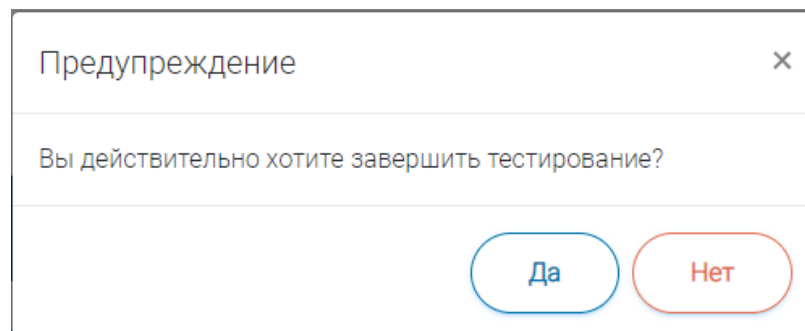 Предупреждение
Вы действительно хотите завершить тестирование?
Да Нет